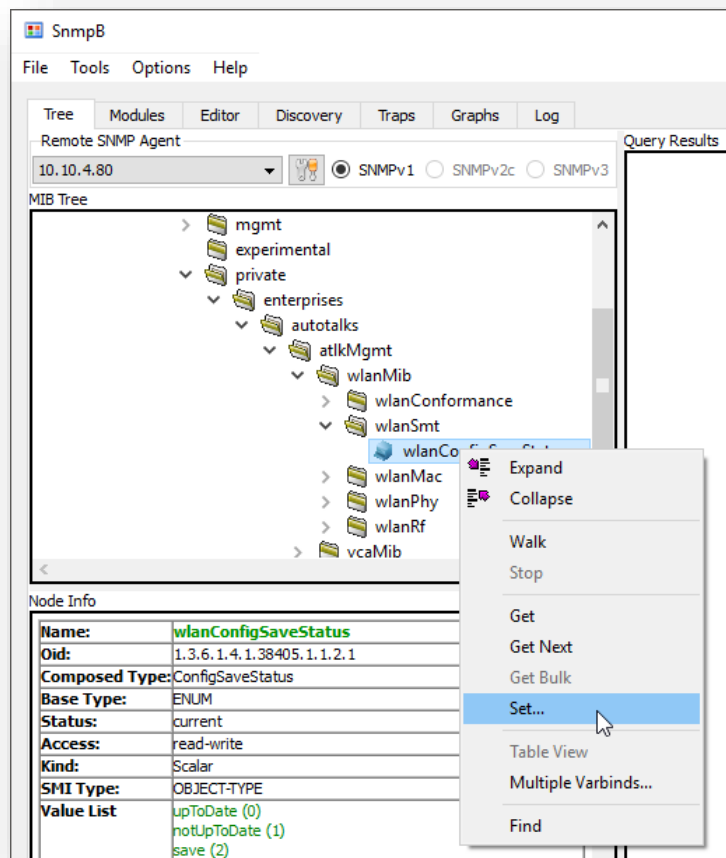 SnmpB
File Tools Options Help
Tree Modules Editor Discovery Traps Graphs Log
Remote SNMP Agent
Query Results
10.10.4.80 SNMPv1 SNMPv2c SNMPv3
MIB Tree
mgmt
experimental
private
enterprises
autotalks
atlkMgmt
wlanMib
wlanConformance
wlanSmt
wlanMac
wlanPhy
wlanRf
vcaMib
Expand
Collapse
Walk
Stop
Get
Get Next
Get Bulk
Set...
Table View
Multiple Varbinds...
Find
Node Info
Name: wlanConfigSaveStatus
Oid: 1.3.6.1.4.1.38405.1.1.2.1
Composed Type: ConfigSaveStatus
Base Type: ENUM
Status: current
Access: read-write
Kind: Scalar
SMI Type: OBJECT-TYPE
Value List upToDate (0)
notUpToDate (1)
save (2)